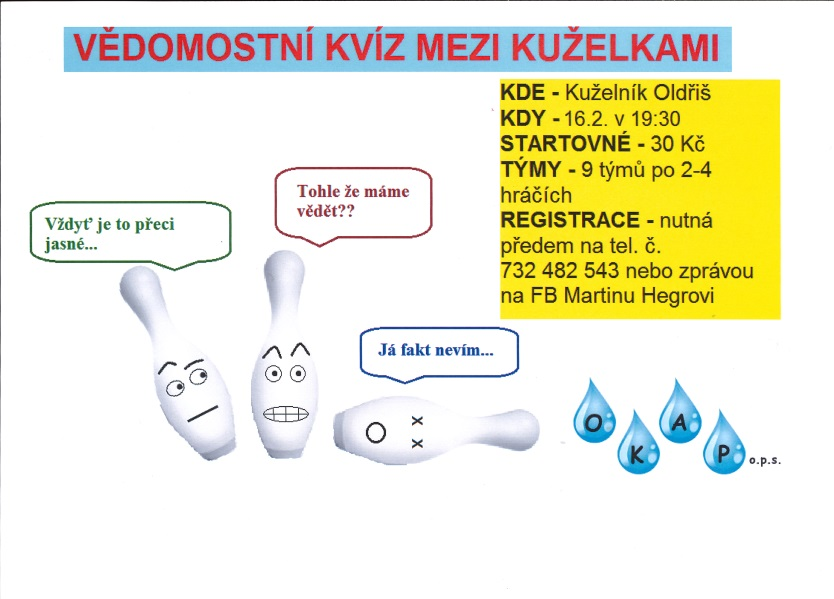 VĚDOMOSTNÍ KVÍZ MEZI KUŽELKAMI
KDE - Kuželník Oldřiš
KDY - 16.2. v 19:30
STARTOVNÉ - 30 Kč
TÝMY - 9 týmů po 2-4
hráčích
REGISTRACE - nutná
předem na tel. č.
732 482 543 nebo zprávou
na FB Martinu Hegrovi
Vždyť je to přeci
jasné...
Tohle že máme
vědět??
Já fakt nevím...
OKAP o.p.s.